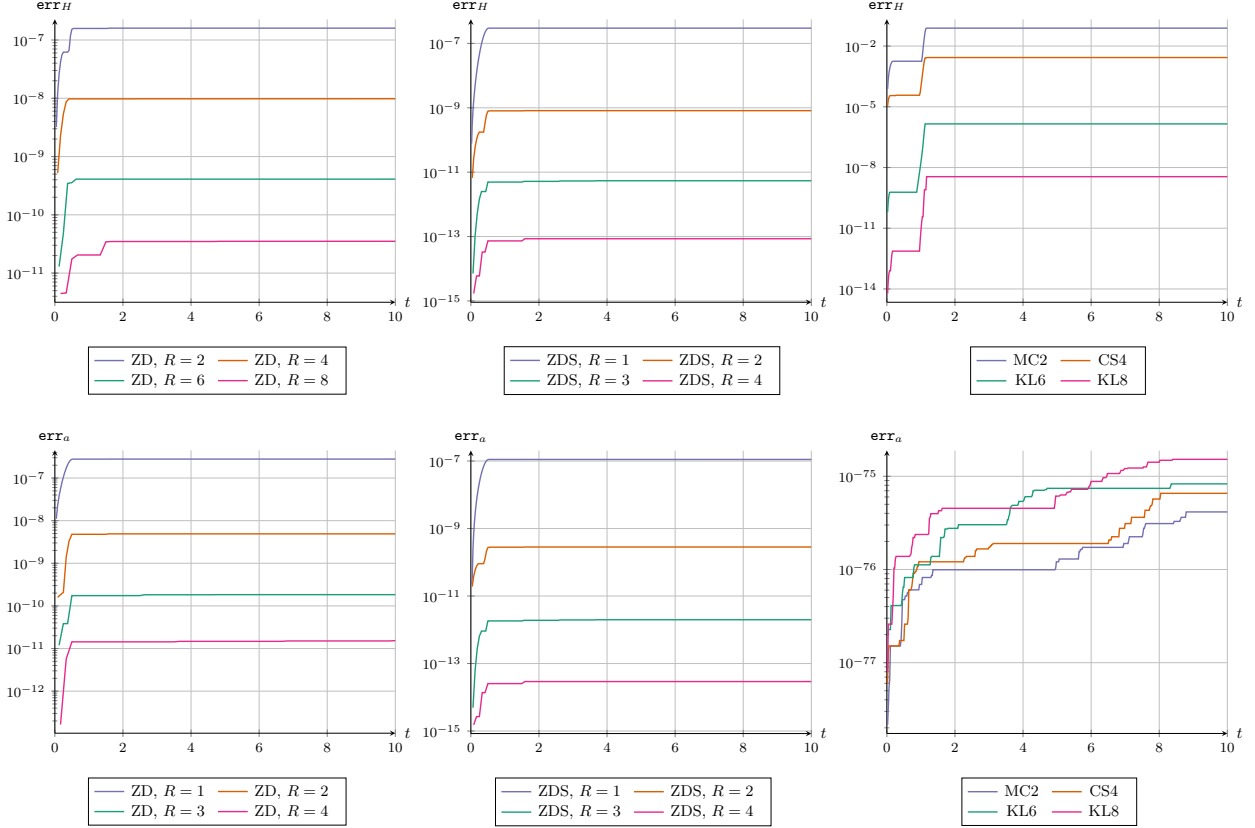 err_H
10^{-7}
10^{-8}
10^{-9}
10^{-10}
10^{-11}
0 2 4 6 8 10 t
ZD, R = 2 ZD, R = 4
ZD, R = 6 ZD, R = 8
err_H
10^{-7}
10^{-9}
10^{-11}
10^{-13}
10^{-15}
0 2 4 6 8 10 t
ZDS, R = 1 ZDS, R = 2
ZDS, R = 3 ZDS, R = 4
err_H
10^{-2}
10^{-5}
10^{-8}
10^{-11}
10^{-14}
0 2 4 6 8 10 t
MC2 CS4
KL6 KL8
err_a
10^{-7}
10^{-8}
10^{-9}
10^{-10}
10^{-11}
10^{-12}
0 2 4 6 8 10 t
ZD, R = 1 ZD, R = 2
ZD, R = 3 ZD, R = 4
err_a
10^{-7}
10^{-9}
10^{-11}
10^{-13}
10^{-15}
0 2 4 6 8 10 t
ZDS, R = 1 ZDS, R = 2
ZDS, R = 3 ZDS, R = 4
err_a
10^{-75}
10^{-76}
10^{-77}
0 2 4 6 8 10 t
MC2 CS4
KL6 KL8